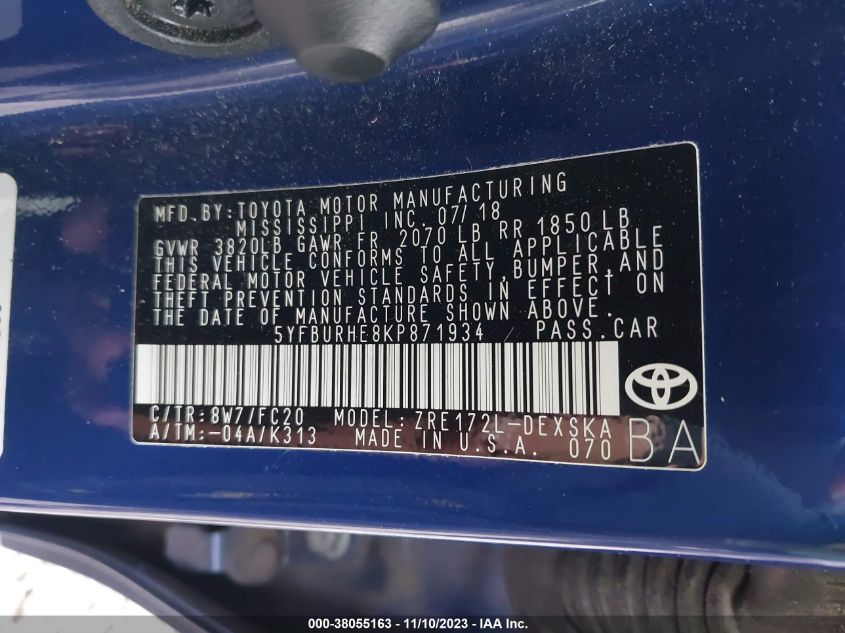 MFD. BY: TOYOTA MOTOR MANUFACTURING
MISSISSIPPI INC. 07/18
GVWR 3820LB GAWR FR. 2070 LB RR 1850 LB
THIS VEHICLE CONFORMS TO ALL APPLICABLE
FEDERAL MOTOR VEHICLE SAFETY, BUMPER, AND
THEFT PREVENTION STANDARDS IN EFFECT ON
THE DATE OF MANUFACTURE SHOWN ABOVE.
5YFBURHE8KP871934 PASS. CAR
C/TR: 8W7/FC20 MODEL: ZRE172L-DEXSKA
A/TM: -04A/K313 MADE IN U.S.A. 070 BA
000-38055163 - 11/10/2023 - IAA Inc.